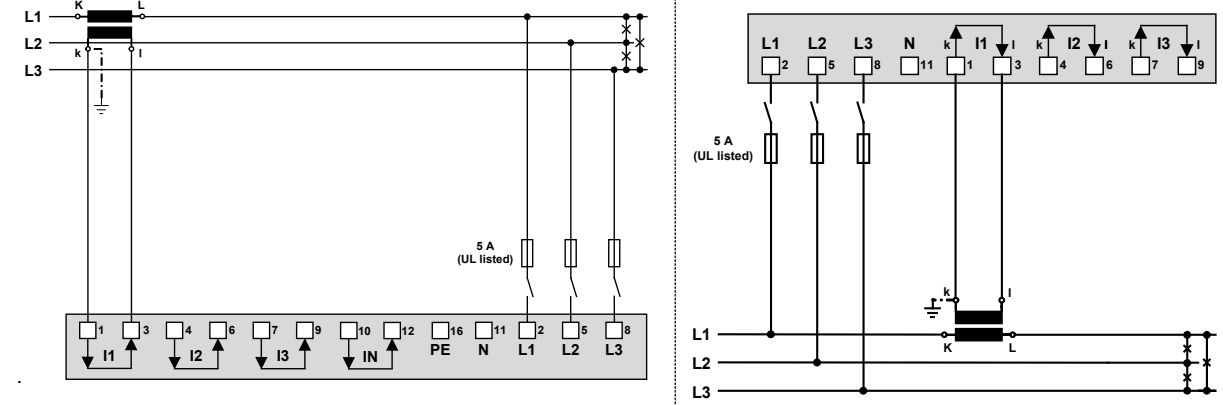 K L
L1
L2
k l
L3
5 A
(UL listed)
1 3 4 6 7 9 10 12 16 11 2 5 8
I1 I2 I3 IN PE N L1 L2 L3
.
k I1 l k I2 l k I3 l
L1 L2 L3 N
2 5 8 11 1 3 4 6 7 9
5 A
(UL listed)
k l
L1
K L
L2
L3